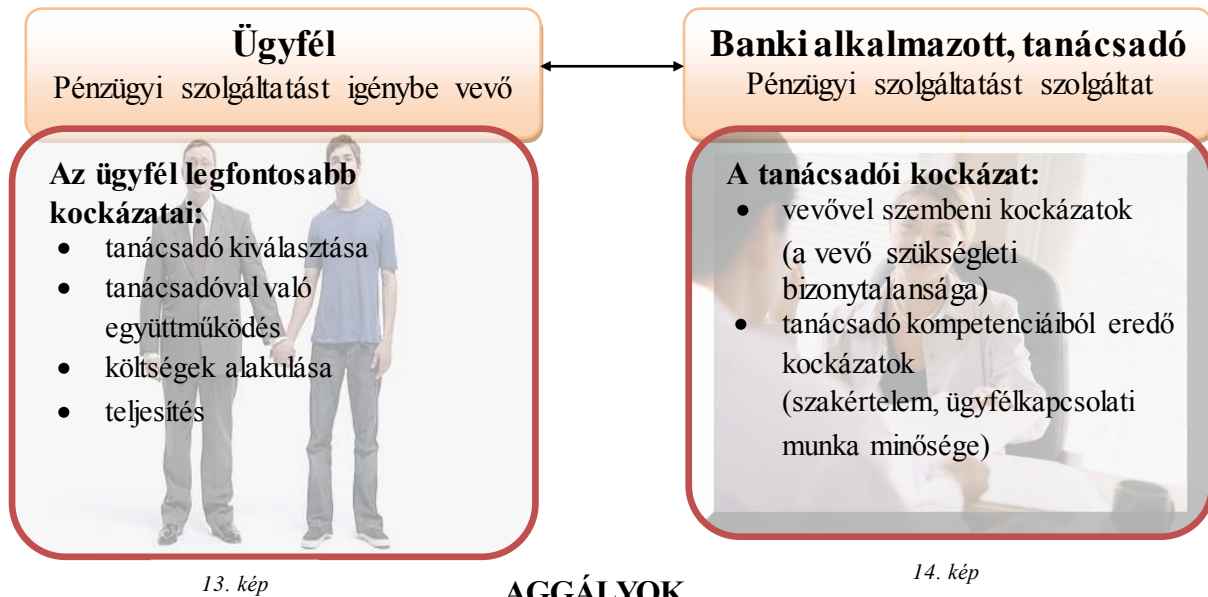 Ügyfél
Pénzügyi szolgáltatást igénybe vevő
Banki alkalmazott, tanácsadó
Pénzügyi szolgáltatást szolgáltat
Az ügyfél legfontosabb
kockázatai:
• tanácsadó kiválasztása
• tanácsadóval való
együttműködés
• költségek alakulása
• teljesítés
A tanácsadói kockázat:
• vevővel szembeni kockázatok
(a vevő szükségleti
bizonytalansága)
• tanácsadó kompetenciáiból eredő
kockázatok
(szakértelem, ügyfélkapcsolati
munka minősége)
13. kép
14. kép
AGGÁLYOK